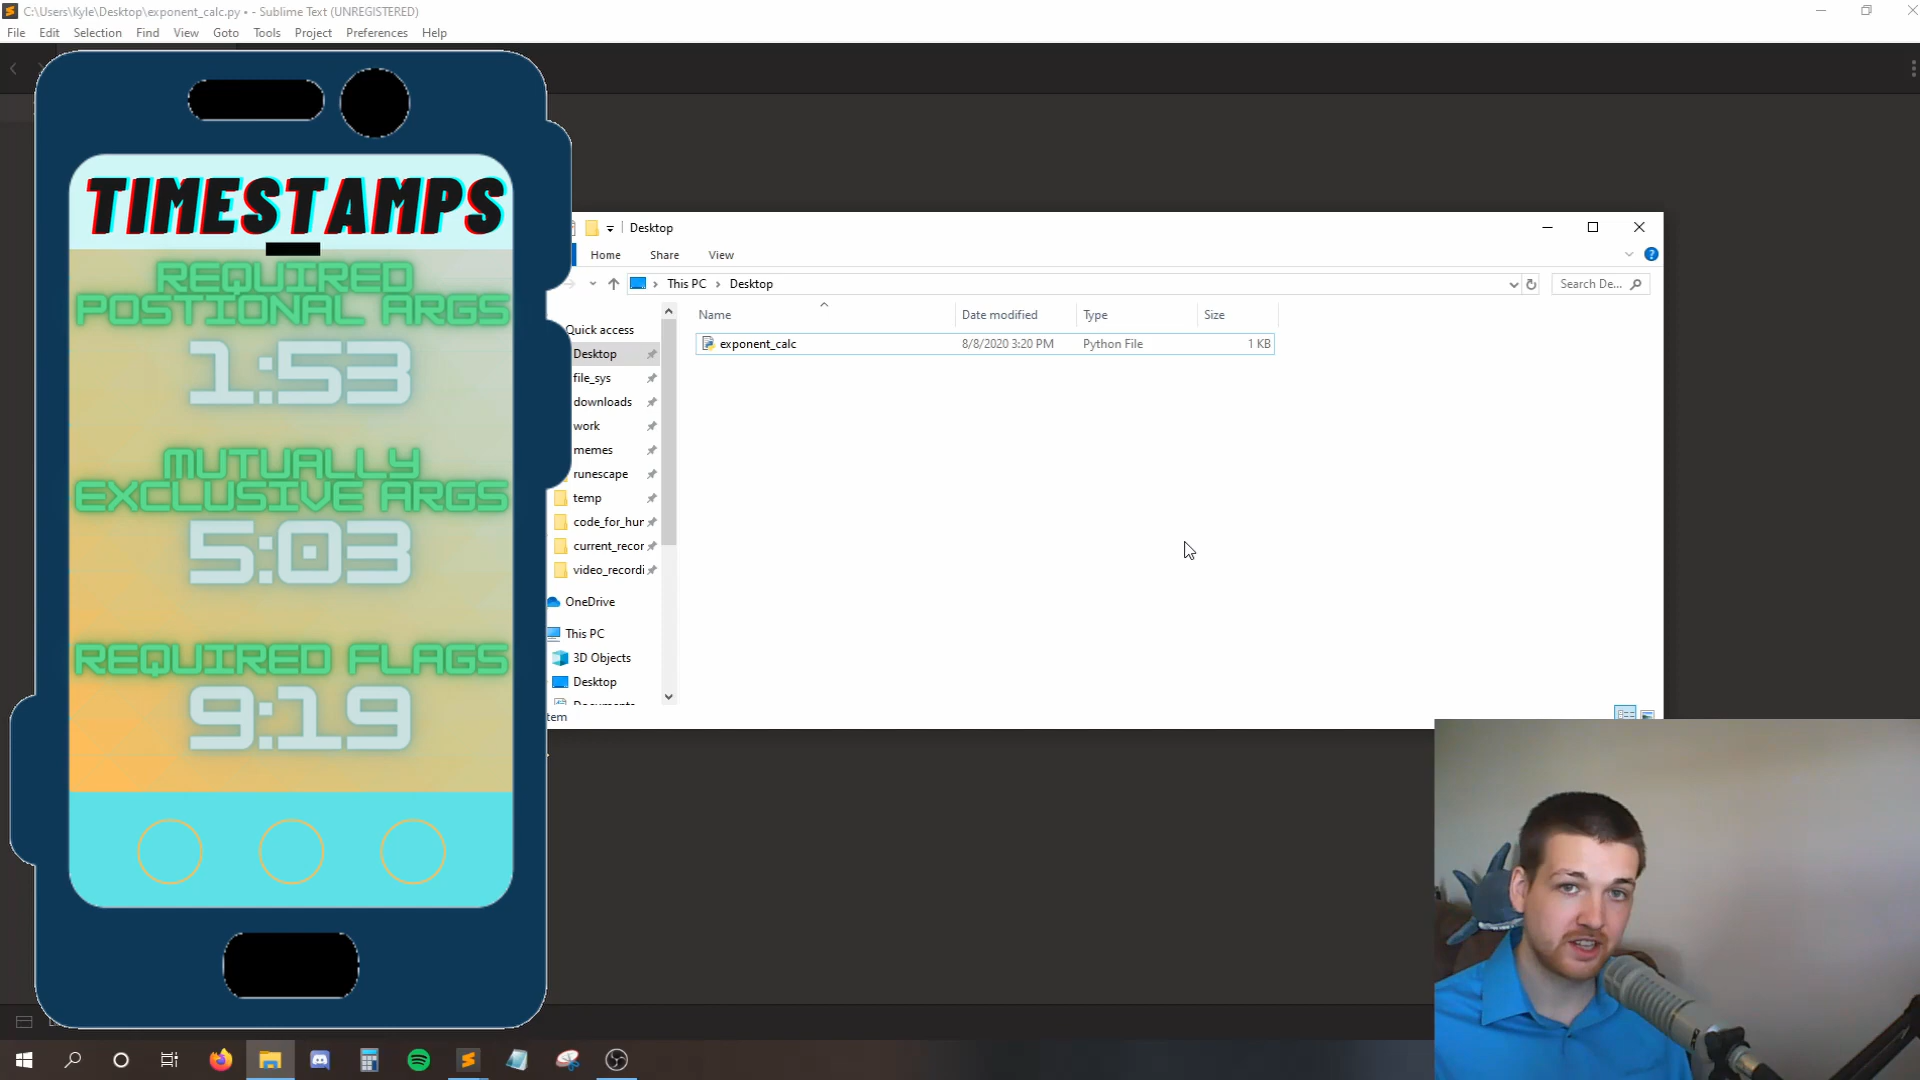 C:\Users\Kyle\Desktop\exponent_calc.py • - Sublime Text (UNREGISTERED)
File Edit Selection Find View Goto Tools Project Preferences Help
TIMESTAMPS
REQUIRED
POSTIONAL ARGS
1:53
MUTUALLY
EXCLUSIVE ARGS
5:03
REQUIRED FLAGS
9:19
Desktop
Home Share View
This PC > Desktop
Search De...
Name Date modified Type Size
exponent_calc 8/8/2020 3:20 PM Python File 1 KB
Quick access
Desktop
file_sys
downloads
work
memes
runescape
temp
code_for_hur
current_recor
video_recordi
OneDrive
This PC
3D Objects
Desktop
Documents
tem